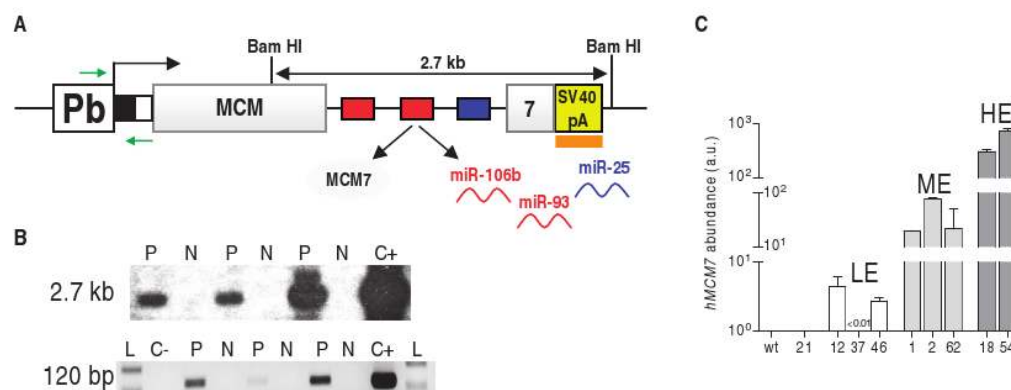 A
Bam HI
Bam HI
2.7 kb
Pb
MCM
7
SV40
pA
MCM7
miR-106b
miR-93
miR-25
B
P N P N P N C+
2.7 kb
L C- P N P N P N C+ L
120 bp
C
hMCM7 abundance (a.u.)
10³
10²
10²
10¹
10¹
10⁰
HE
ME
LE
<0.01
wt 21 12 37 46 1 2 62 18 54